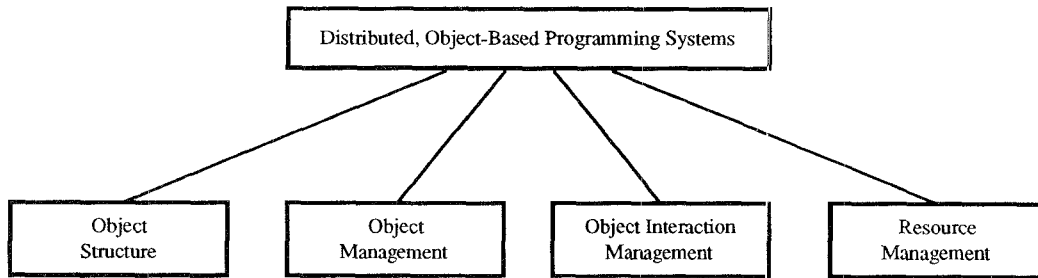 Distributed, Object-Based Programming Systems
Object
Structure
Object
Management
Object Interaction
Management
Resource
Management